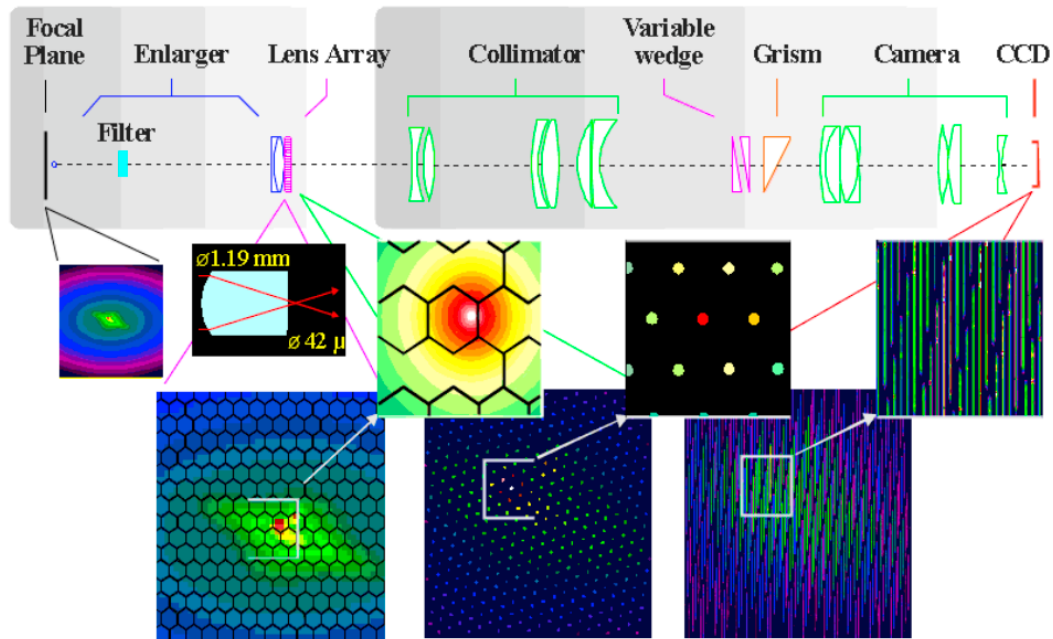 Focal
Plane
Enlarger
Lens Array
Collimator
Variable
wedge
Grism
Camera
CCD
Filter
ø1.19 mm
ø 42 µ